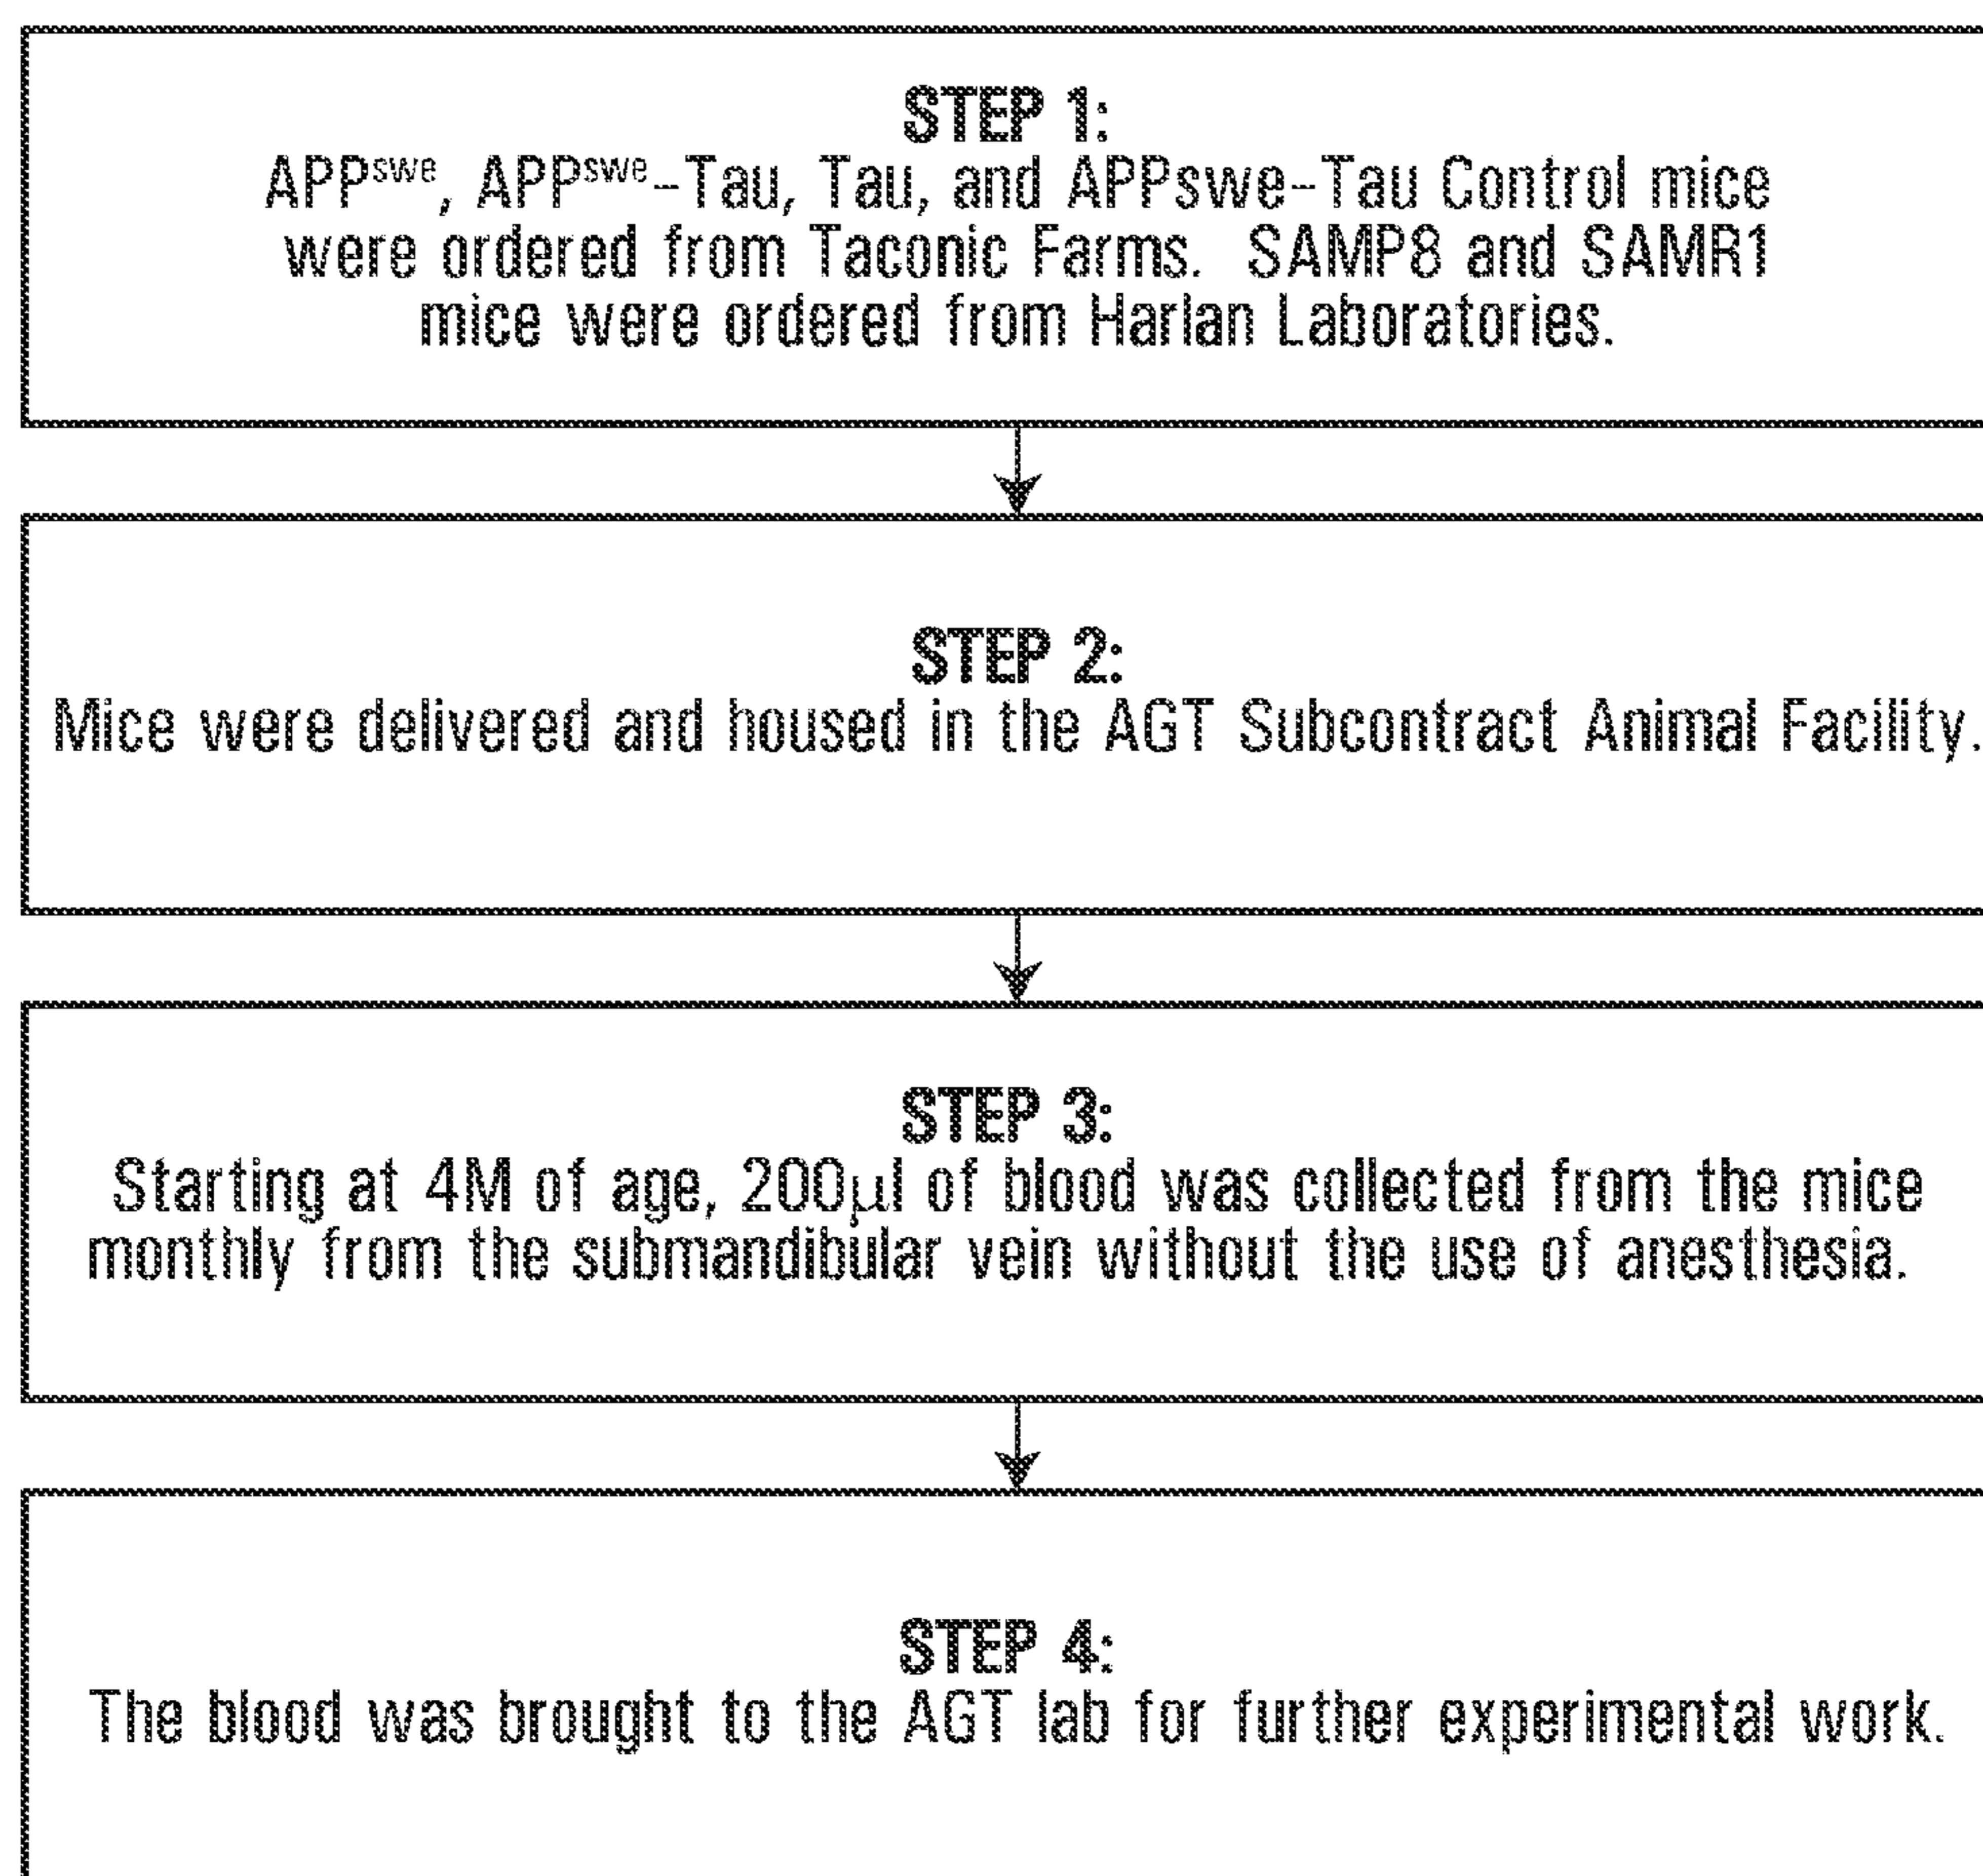 STEP 1:
APPswe, APPswe-Tau, Tau, and APPswe-Tau Control mice
were ordered from Taconic Farms. SAMP8 and SAMR1
mice were ordered from Harlan Laboratories.
STEP 2:
Mice were delivered and housed in the AGT Subcontract Animal Facility.
STEP 3:
Starting at 4M of age, 200µl of blood was collected from the mice
monthly from the submandibular vein without the use of anesthesia.
STEP 4:
The blood was brought to the AGT lab for further experimental work.